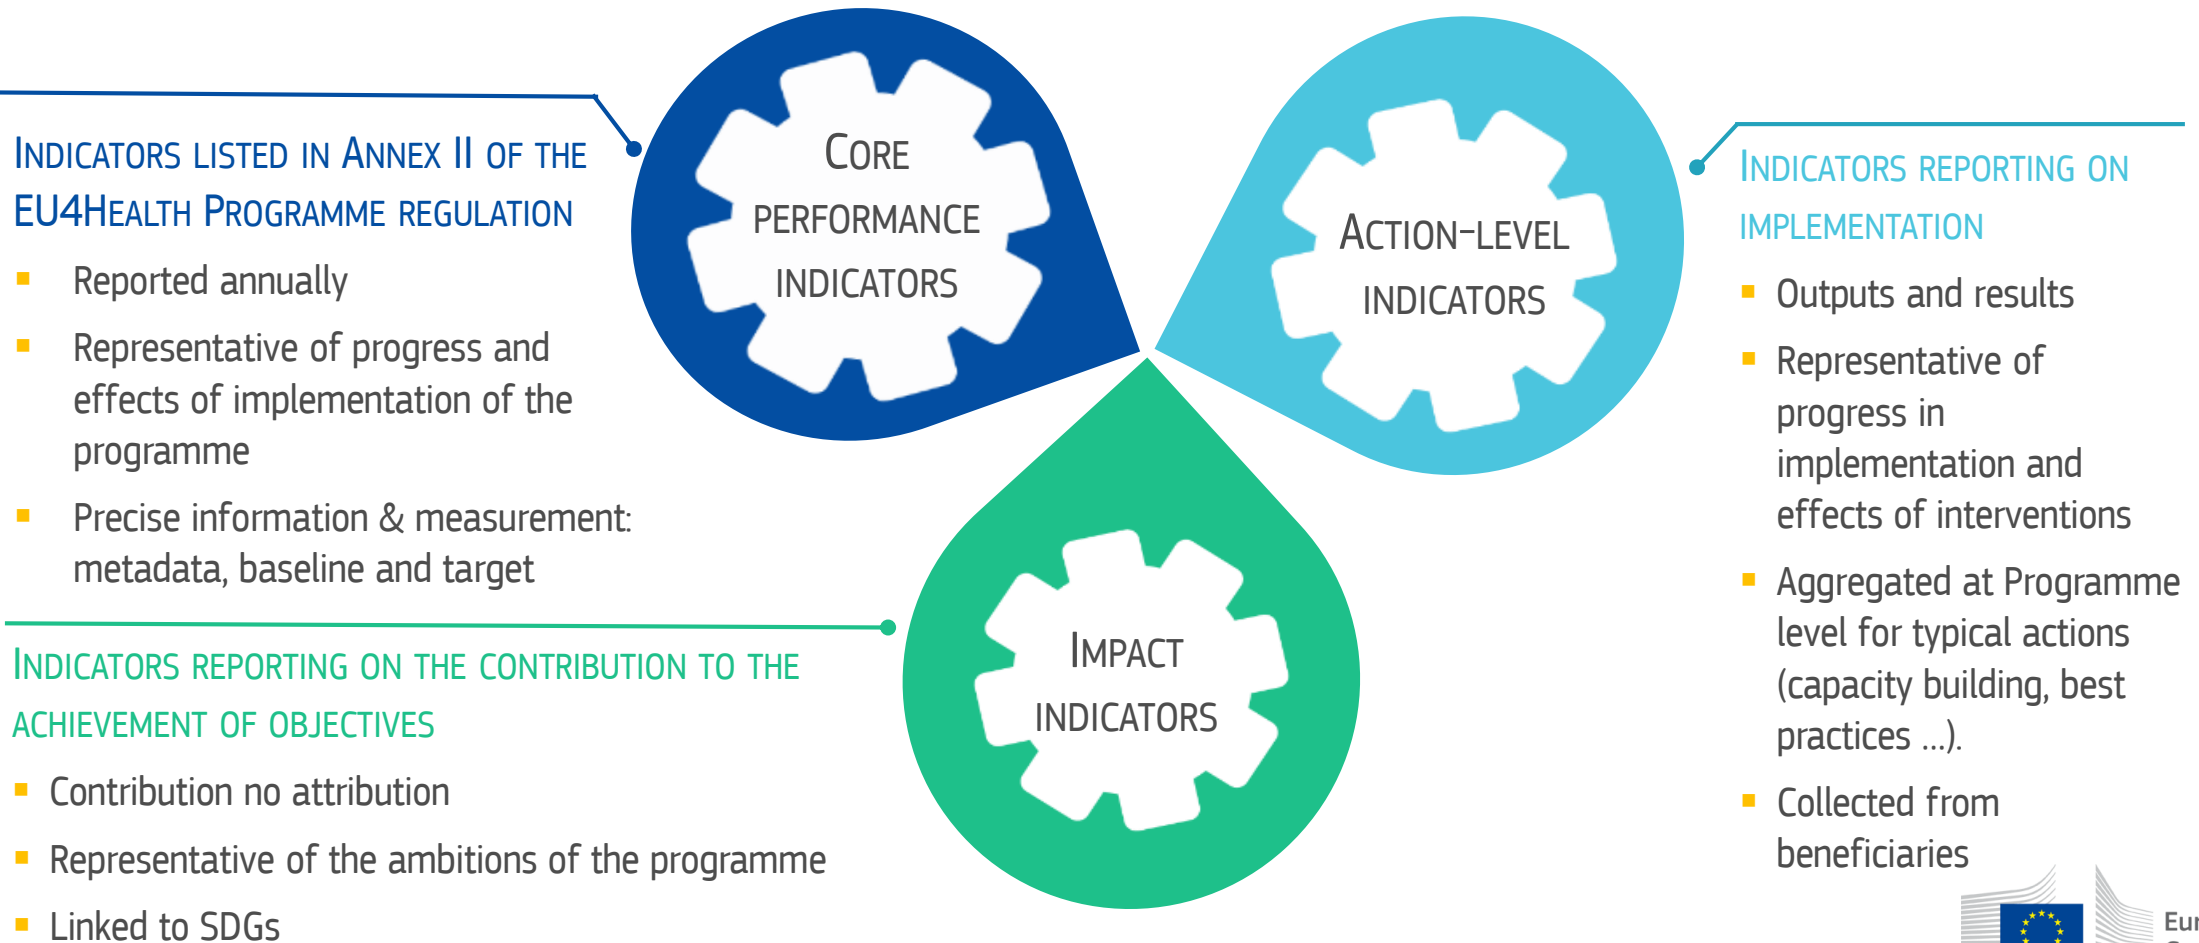 INDICATORS LISTED IN ANNEX II OF THE
EU4HEALTH PROGRAMME REGULATION
Reported annually
Representative of progress and
effects of implementation of the
programme
Precise information & measurement:
metadata, baseline and target
CORE
PERFORMANCE
INDICATORS
ACTION-LEVEL
INDICATORS
INDICATORS REPORTING ON
IMPLEMENTATION
Outputs and results
Representative of
progress in
implementation and
effects of interventions
Aggregated at Programme
level for typical actions
(capacity building, best
practices …).
Collected from
beneficiaries
INDICATORS REPORTING ON THE CONTRIBUTION TO THE
ACHIEVEMENT OF OBJECTIVES
Contribution no attribution
Representative of the ambitions of the programme
Linked to SDGs
IMPACT
INDICATORS
Eur